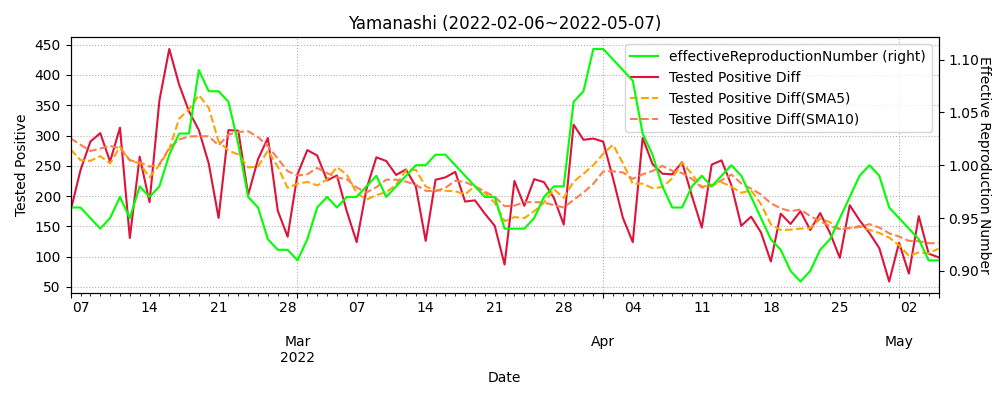 Yamanashi (2022-02-06~2022-05-07)
effectiveReproductionNumber (right)
Tested Positive Diff
Tested Positive Diff(SMA5)
Tested Positive Diff(SMA10)
Tested Positive
450
400
350
300
250
200
150
100
50
1.10
1.05
1.00
0.95
0.90
Effective Reproduction Number
07 14 21 28 07 14 21 28 04 11 18 25 02
Mar Apr May
2022
Date